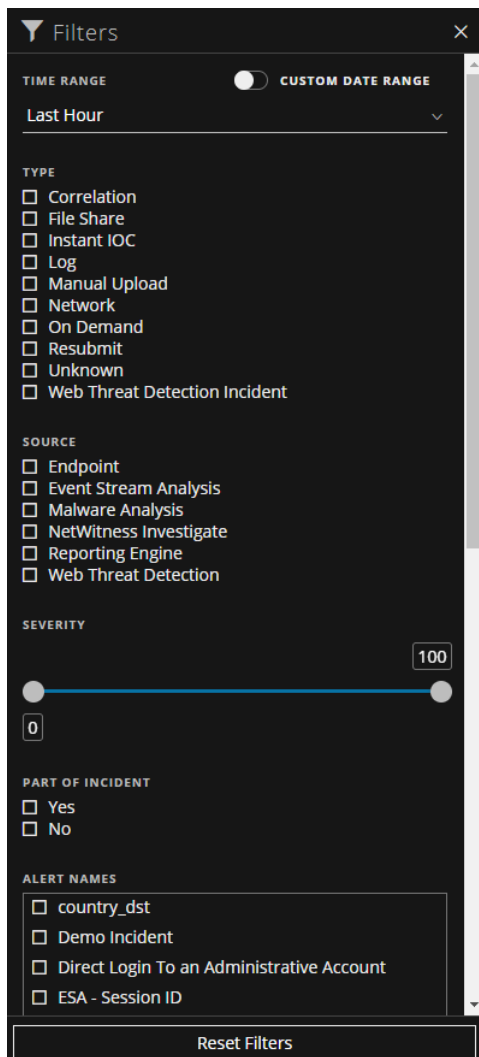 Filters
TIME RANGE CUSTOM DATE RANGE
Last Hour
TYPE
Correlation
File Share
Instant IOC
Log
Manual Upload
Network
On Demand
Resubmit
Unknown
Web Threat Detection Incident
SOURCE
Endpoint
Event Stream Analysis
Malware Analysis
NetWitness Investigate
Reporting Engine
Web Threat Detection
SEVERITY
100
0
PART OF INCIDENT
Yes
No
ALERT NAMES
country_dst
Demo Incident
Direct Login To an Administrative Account
ESA - Session ID
Reset Filters